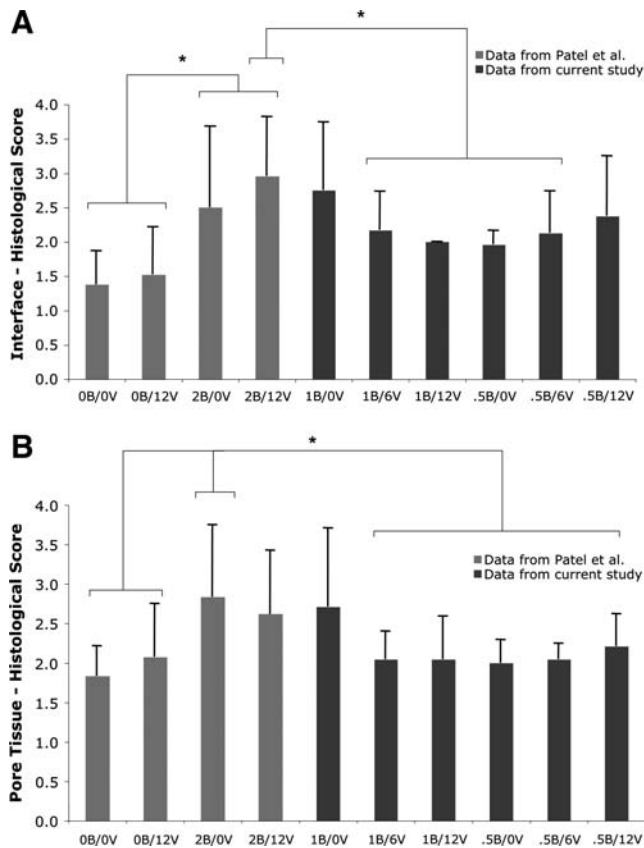 A
*
*
Data from Patel et al.
Data from current study
Interface - Histological Score
4.0
3.5
3.0
2.5
2.0
1.5
1.0
0.5
0.0
0B/0V 0B/12V 2B/0V 2B/12V 1B/0V 1B/6V 1B/12V .5B/0V .5B/6V .5B/12V
B
*
Data from Patel et al.
Data from current study
Pore Tissue - Histological Score
4.0
3.5
3.0
2.5
2.0
1.5
1.0
0.5
0.0
0B/0V 0B/12V 2B/0V 2B/12V 1B/0V 1B/6V 1B/12V .5B/0V .5B/6V .5B/12V